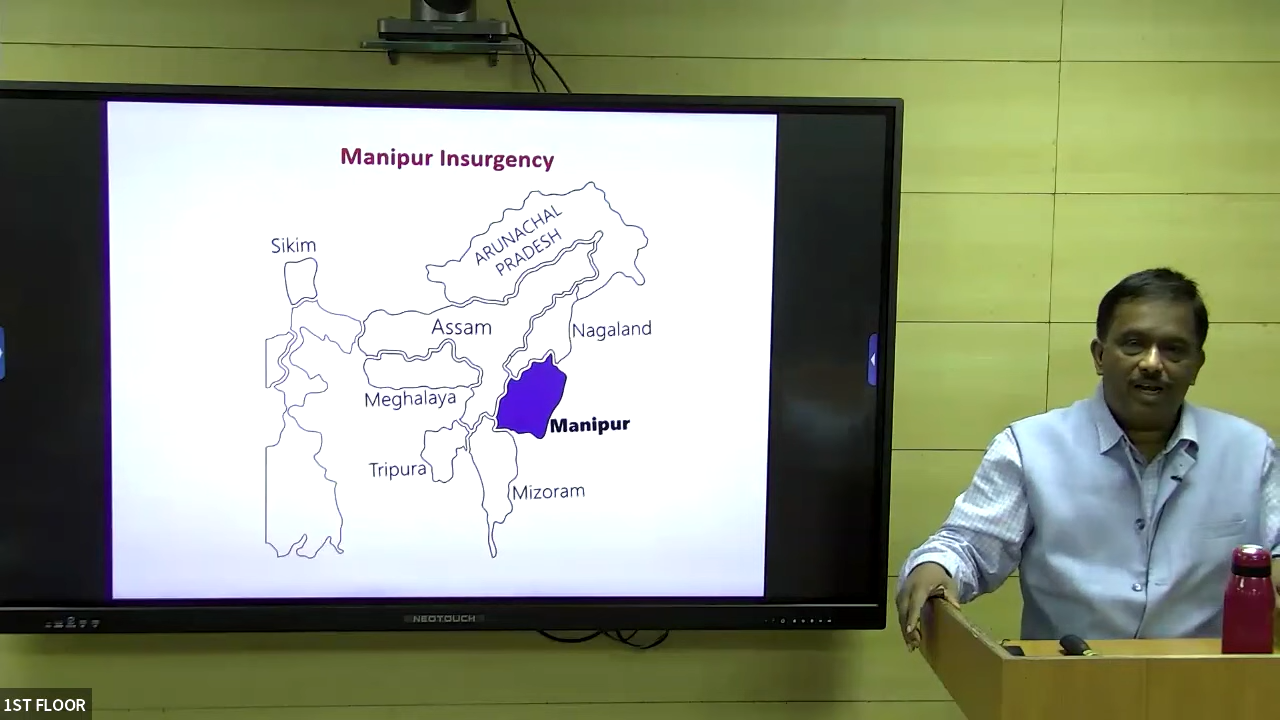 Manipur Insurgency
Sikim
ARUNACHAL
PRADESH
Assam
Nagaland
Meghalaya
Manipur
Tripura
Mizoram
NEOTOUCH
1ST FLOOR